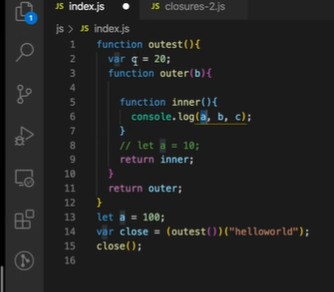 JS index.js JS closures-2.js
js > JS index.js
1 function outest(){
2 var c = 20;
3 function outer(b){
4
5 function inner(){
6 console.log(a, b, c);
7 }
8 // let a = 10;
9 return inner;
10 }
11 return outer;
12 }
13 let a = 100;
14 var close = (outest())("helloworld");
15 close();
16
1